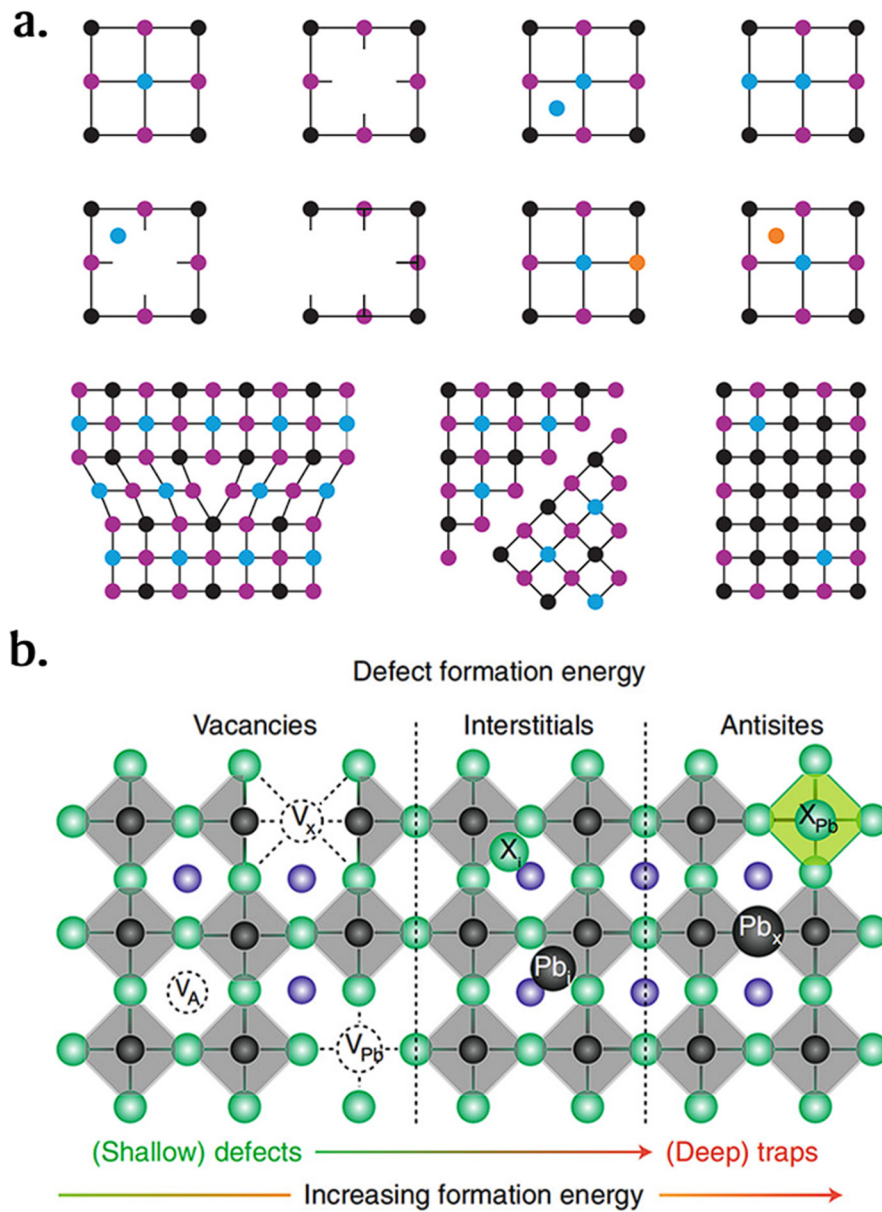 a.
b.
Defect formation energy
Vacancies Interstitials Antisites
Vx XPb
Xi
Pbx
Pbi
VA
VPb
(Shallow) defects (Deep) traps
Increasing formation energy